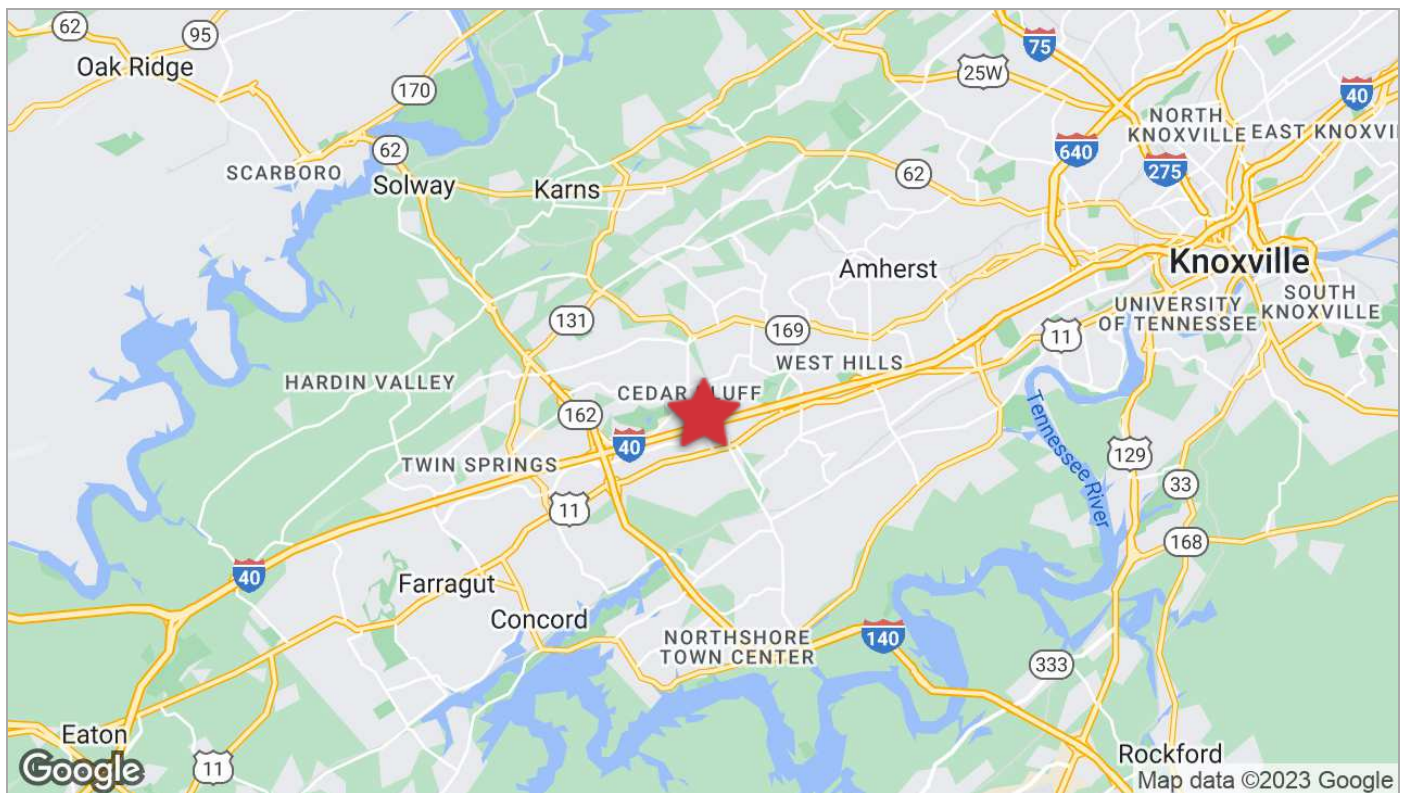 62
95
Oak Ridge
75
25W
40
170
NORTH
KNOXVILLE
EAST KNOXVI
640
275
62
SCARBORO
Solway
Karns
62
Amherst
Knoxville
131
169
11
UNIVERSITY
OF TENNESSEE
SOUTH
KNOXVILLE
HARDIN VALLEY
WEST HILLS
CEDAR
162
40
TWIN SPRINGS
Tennessee River
129
33
11
168
40
Farragut
Concord
NORTHSHORE
TOWN CENTER
140
333
Eaton
11
Rockford
Google
Map data ©2023 Google